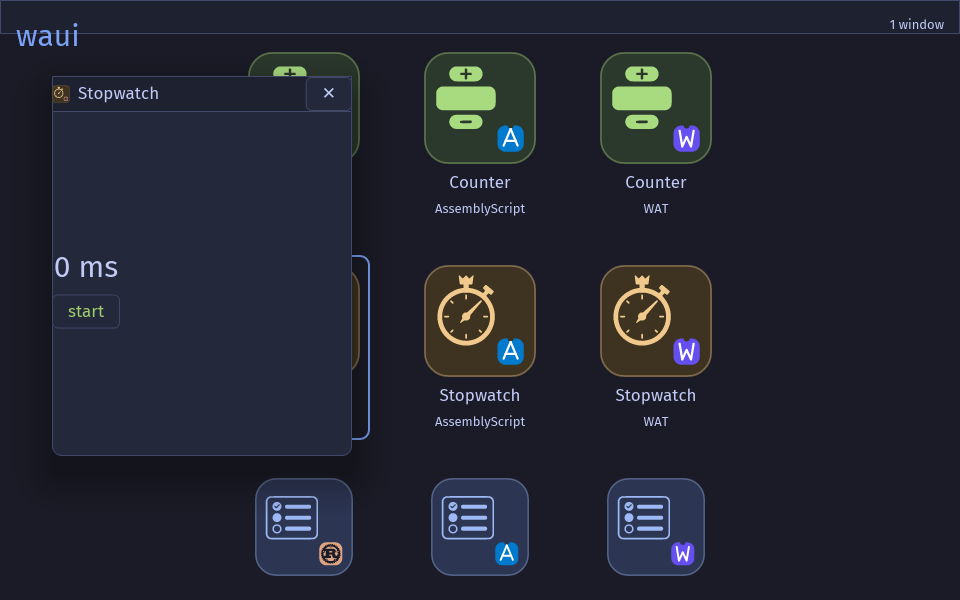 waui
1 window
Stopwatch
0 ms
start
Counter
AssemblyScript
Counter
WAT
Stopwatch
AssemblyScript
Stopwatch
WAT